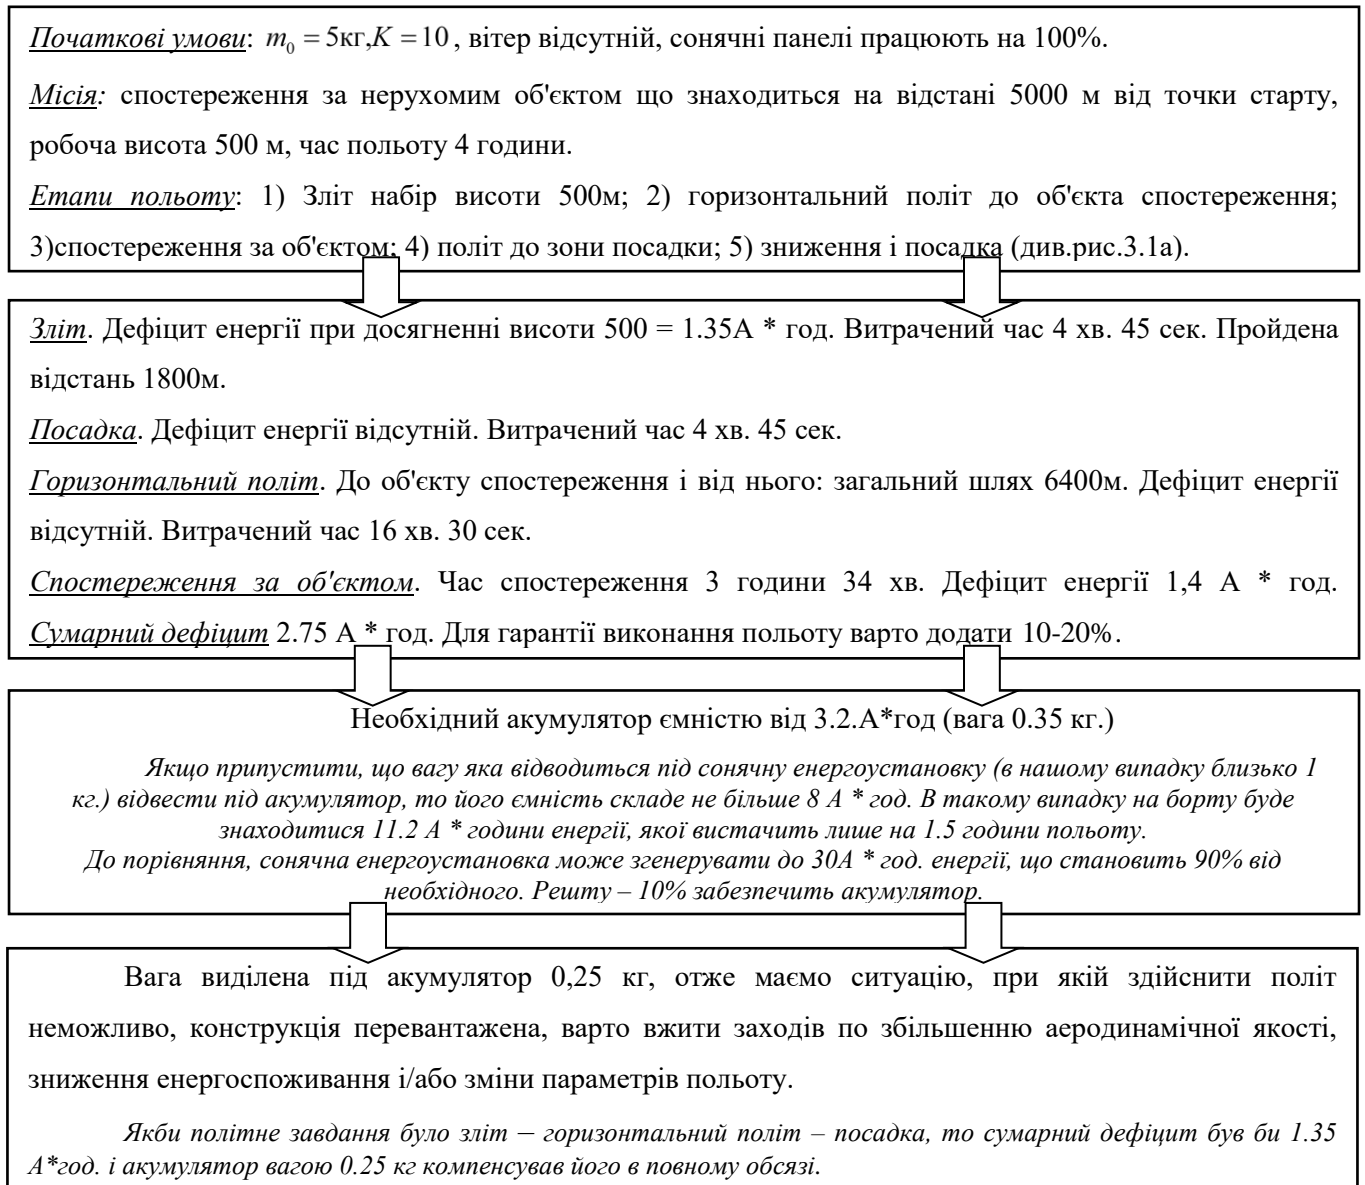 Початкові умови: m₀ = 5кг,K = 10, вітер відсутній, сонячні панелі працюють на 100%.
Місія: спостереження за нерухомим об'єктом що знаходиться на відстані 5000 м від точки старту,
робоча висота 500 м, час польоту 4 години.
Етапи польоту: 1) Зліт набір висоти 500м; 2) горизонтальний політ до об'єкта спостереження;
3)спостереження за об'єктом; 4) політ до зони посадки; 5) зниження і посадка (див.рис.3.1а).
Зліт. Дефіцит енергії при досягненні висоти 500 = 1.35А * год. Витрачений час 4 хв. 45 сек. Пройдена
відстань 1800м.
Посадка. Дефіцит енергії відсутній. Витрачений час 4 хв. 45 сек.
Горизонтальний політ. До об'єкту спостереження і від нього: загальний шлях 6400м. Дефіцит енергії
відсутній. Витрачений час 16 хв. 30 сек.
Спостереження за об'єктом. Час спостереження 3 години 34 хв. Дефіцит енергії 1,4 А * год.
Сумарний дефіцит 2.75 А * год. Для гарантії виконання польоту варто додати 10-20%.
Необхідний акумулятор ємністю від 3.2.А*год (вага 0.35 кг.)
Якщо припустити, що вагу яка відводиться під сонячну енергоустановку (в нашому випадку близько 1
кг.) відвести під акумулятор, то його ємність складе не більше 8 А * год. В такому випадку на борту буде
знаходитися 11.2 А * години енергії, якої вистачить лише на 1.5 години польоту.
До порівняння, сонячна енергоустановка може згенерувати до 30А * год. енергії, що становить 90% від
необхідного. Решту – 10% забезпечить акумулятор.
Вага виділена під акумулятор 0,25 кг, отже маємо ситуацію, при якій здійснити політ
неможливо, конструкція перевантажена, варто вжити заходів по збільшенню аеродинамічної якості,
зниження енергоспоживання і/або зміни параметрів польоту.
Якби політне завдання було зліт – горизонтальний політ – посадка, то сумарний дефіцит був би 1.35
А*год. і акумулятор вагою 0.25 кг компенсував його в повному обсязі.